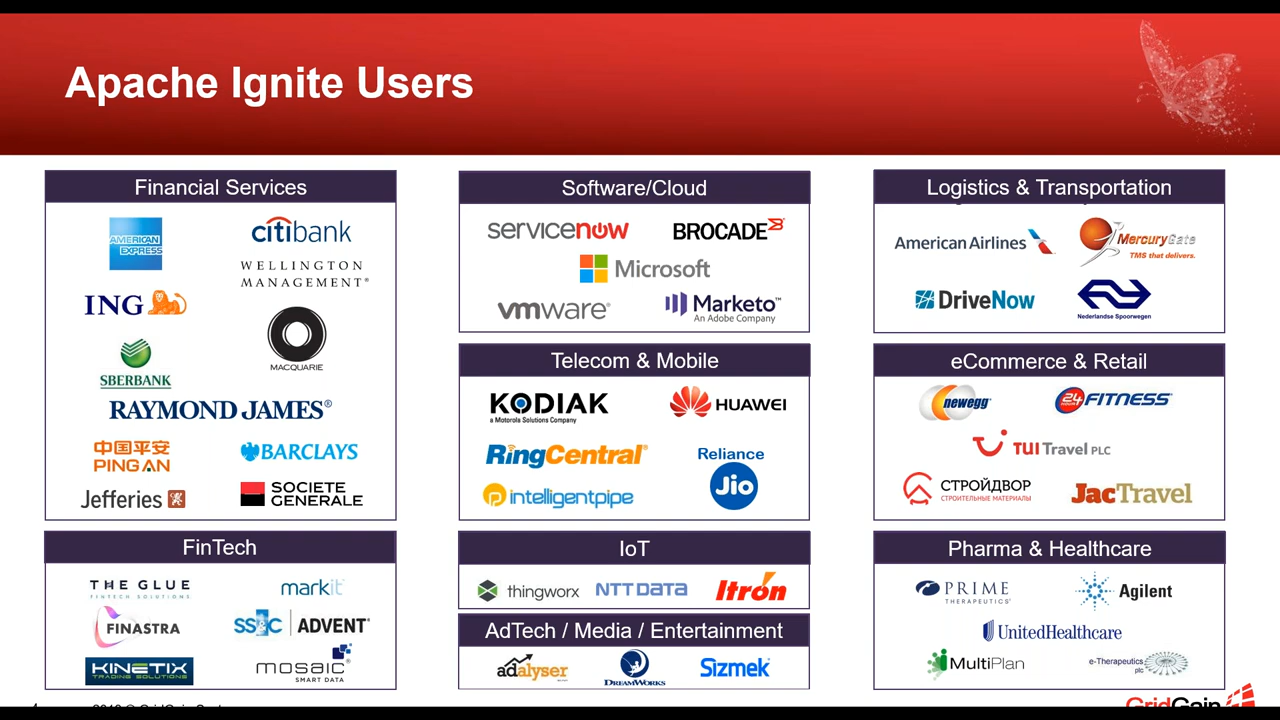 Apache Ignite Users
Financial Services
AMERICAN
EXPRESS
citibank
WELLINGTON
MANAGEMENT®
ING
MACQUARIE
SBERBANK
RAYMOND JAMES®
中国平安
PING AN
BARCLAYS
Jefferies
SOCIETE
GENERALE
FinTech
THE GLUE
FINTECH SOLUTIONS
markit
FINASTRA
SS&C ADVENT®
KINETIX
TRADING SOLUTIONS
mosaic
SMART DATA
Software/Cloud
servicenow
BROCADE
Microsoft
vmware®
Marketo™
An Adobe Company
Telecom & Mobile
KODIAK
a Motorola Solutions Company
HUAWEI
RingCentral®
Reliance
Jio
intelligentpipe
IoT
thingworx
NTT DATA
Itron
AdTech / Media / Entertainment
adalyser
DREAMWORKS
Sizmek
Logistics & Transportation
American Airlines
MercuryGate
TMS that delivers.
DriveNow
Nederlandse Spoorwegen
eCommerce & Retail
newegg
24
FITNESS
TUI Travel PLC
СТРОЙДВОР
СТРОИТЕЛЬНЫЕ МАТЕРИАЛЫ
JacTravel
Pharma & Healthcare
PRIME
THERAPEUTICS®
Agilent
UnitedHealthcare
MultiPlan
e-Therapeutics
plc
GridGain